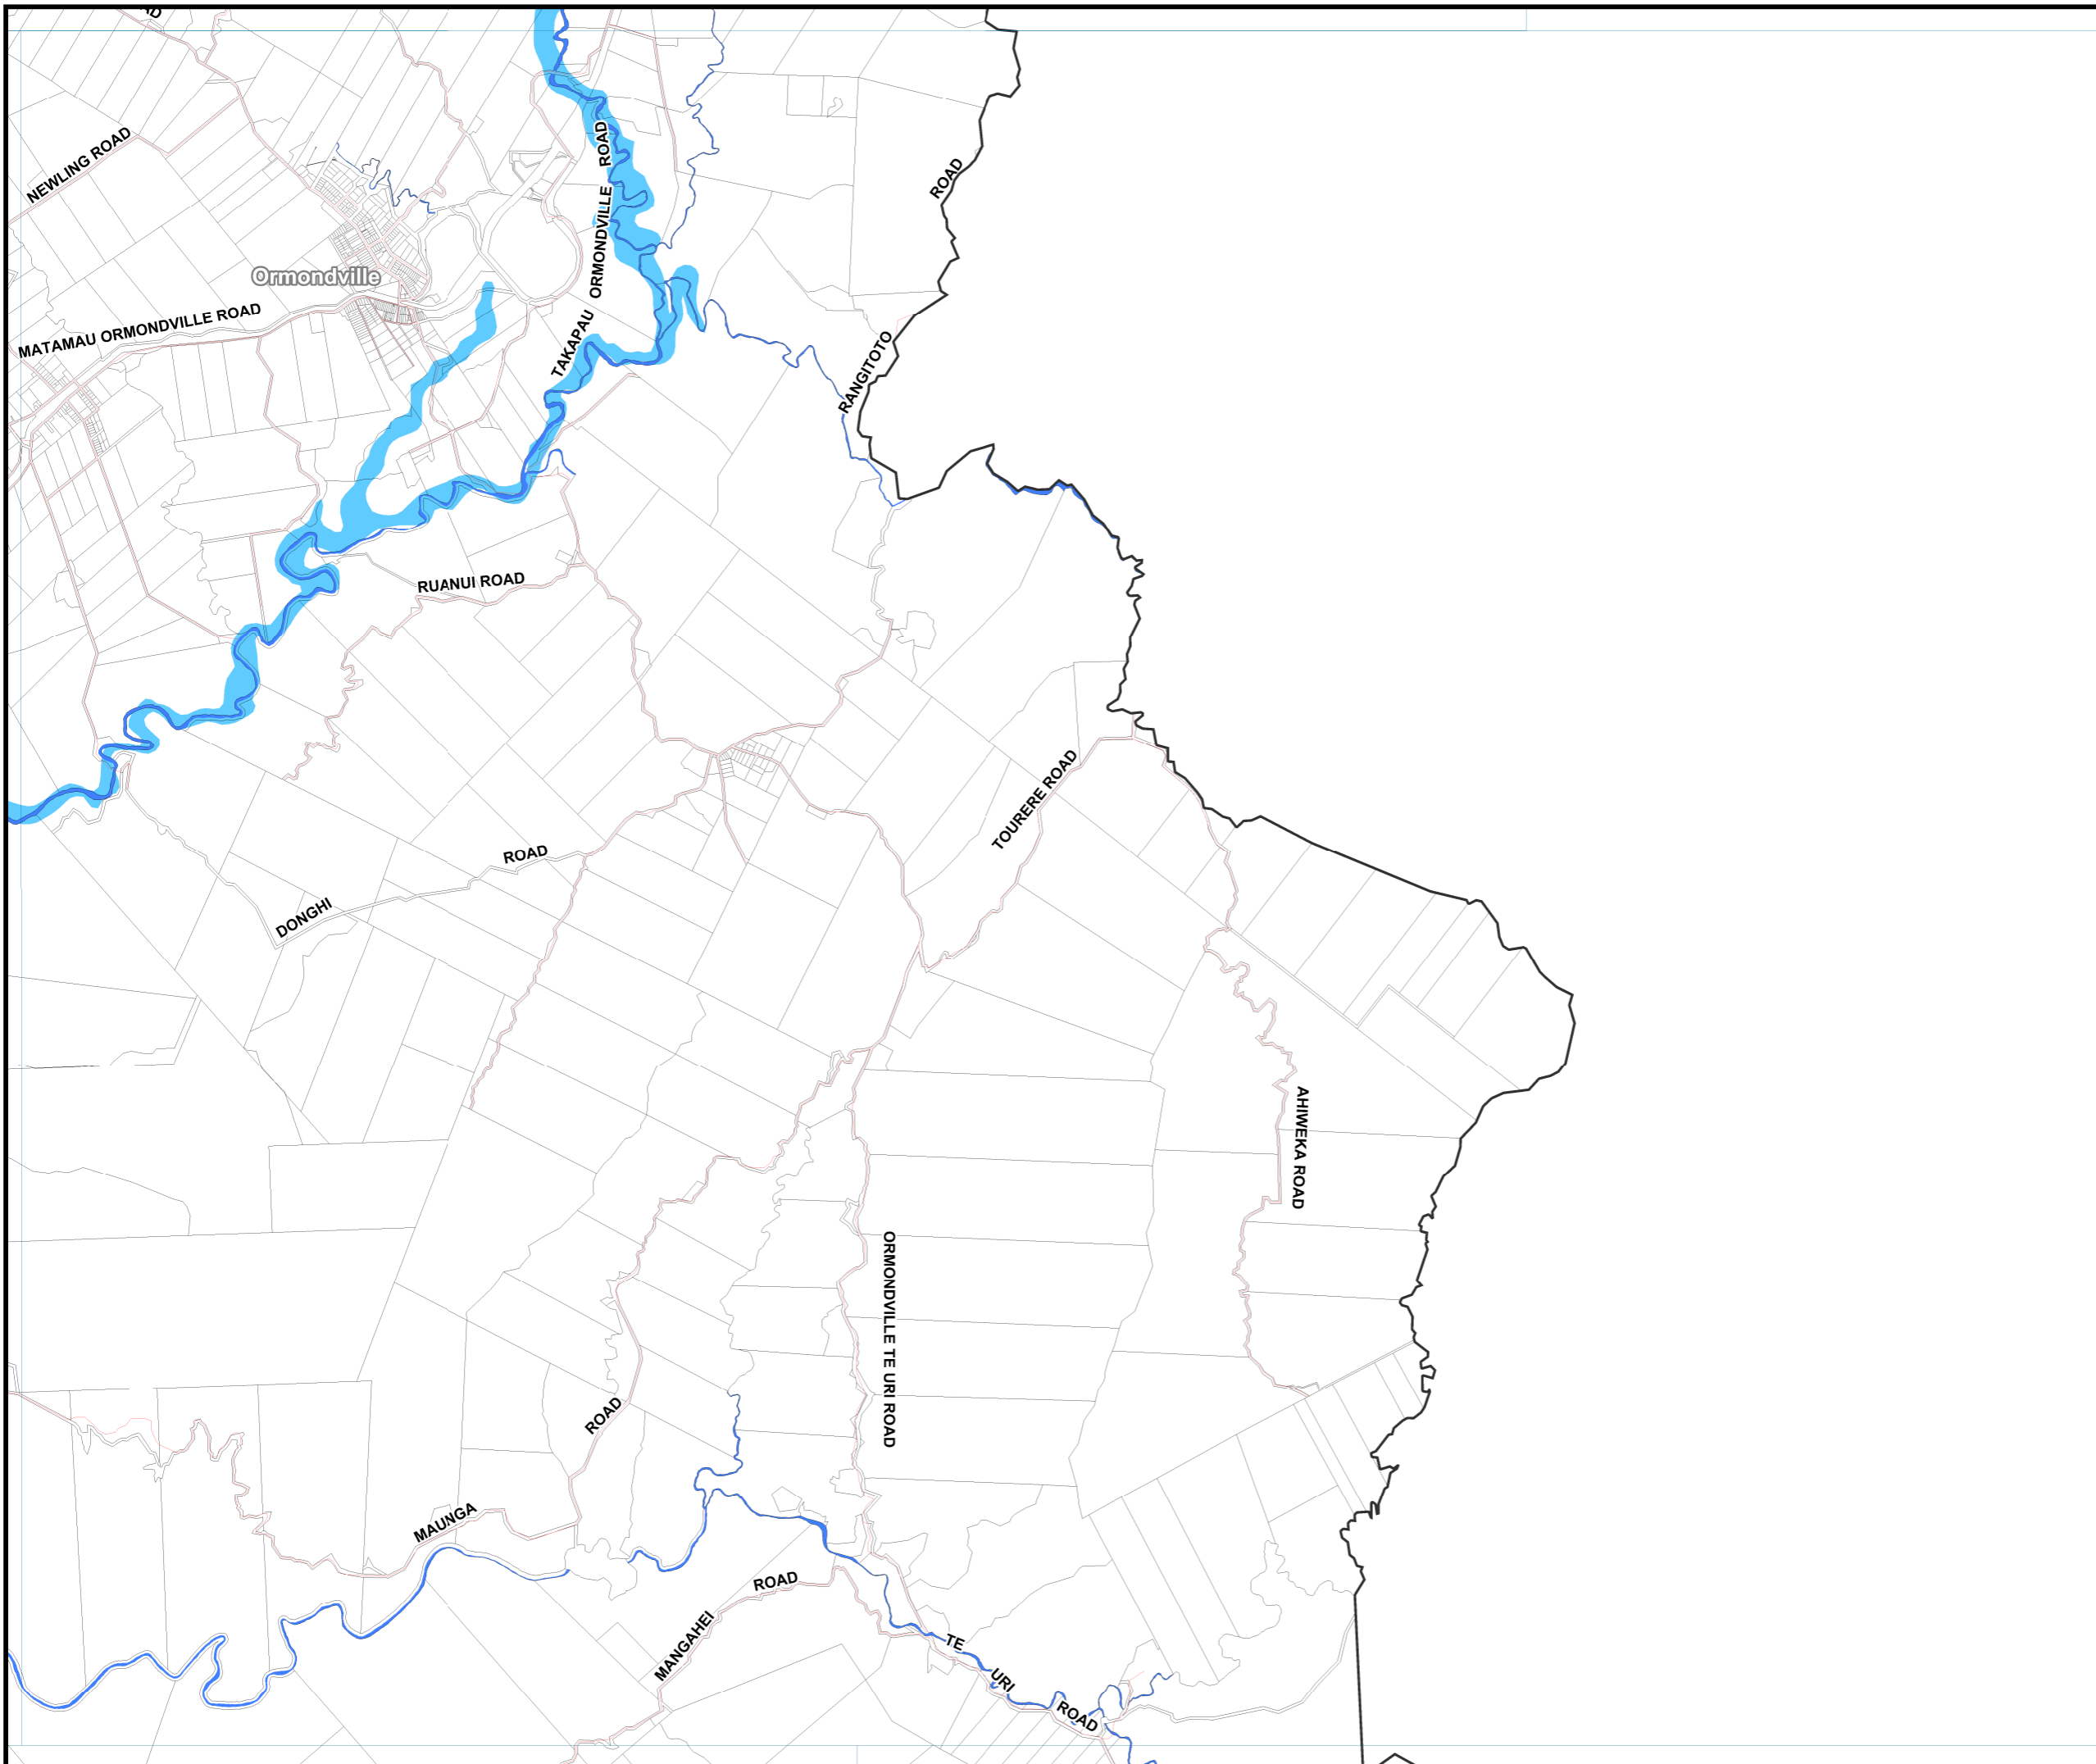 NEWLING ROAD
Ormondville
MATAMAU ORMONDVILLE ROAD
TAKAPAU ORMONDVILLE ROAD
RANGITOTO ROAD
RUANUI ROAD
TOURERE ROAD
DONGHI ROAD
AHIWEKA ROAD
ORMONDVILLE TE URI ROAD
MAUNGA ROAD
MANGAHEI ROAD
TE URI ROAD